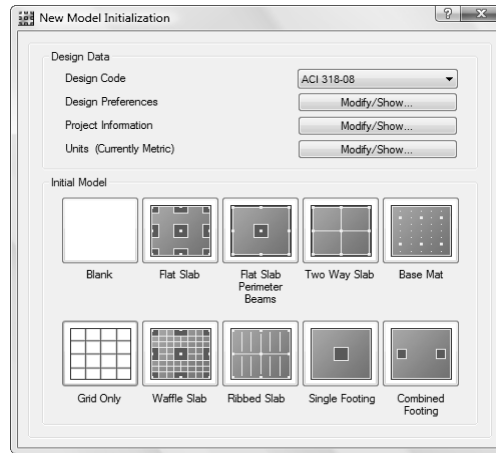 New Model Initialization
Design Data
Design Code ACI 318-08
Design Preferences Modify/Show...
Project Information Modify/Show...
Units (Currently Metric) Modify/Show...
Initial Model
Blank Flat Slab Flat Slab Perimeter Beams Two Way Slab Base Mat
Grid Only Waffle Slab Ribbed Slab Single Footing Combined Footing